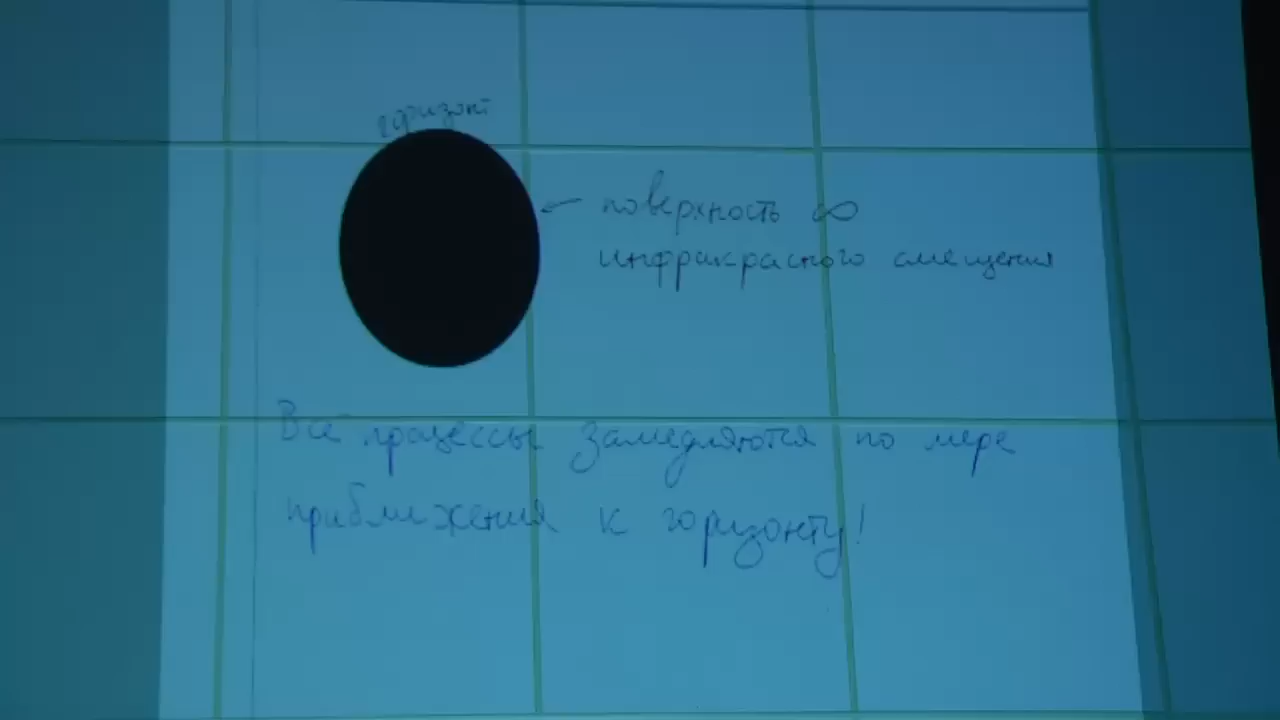 горизонт
← поверхность ∞
инфракрасного смещения
Все процессы замедляются по мере
приближения к горизонту!